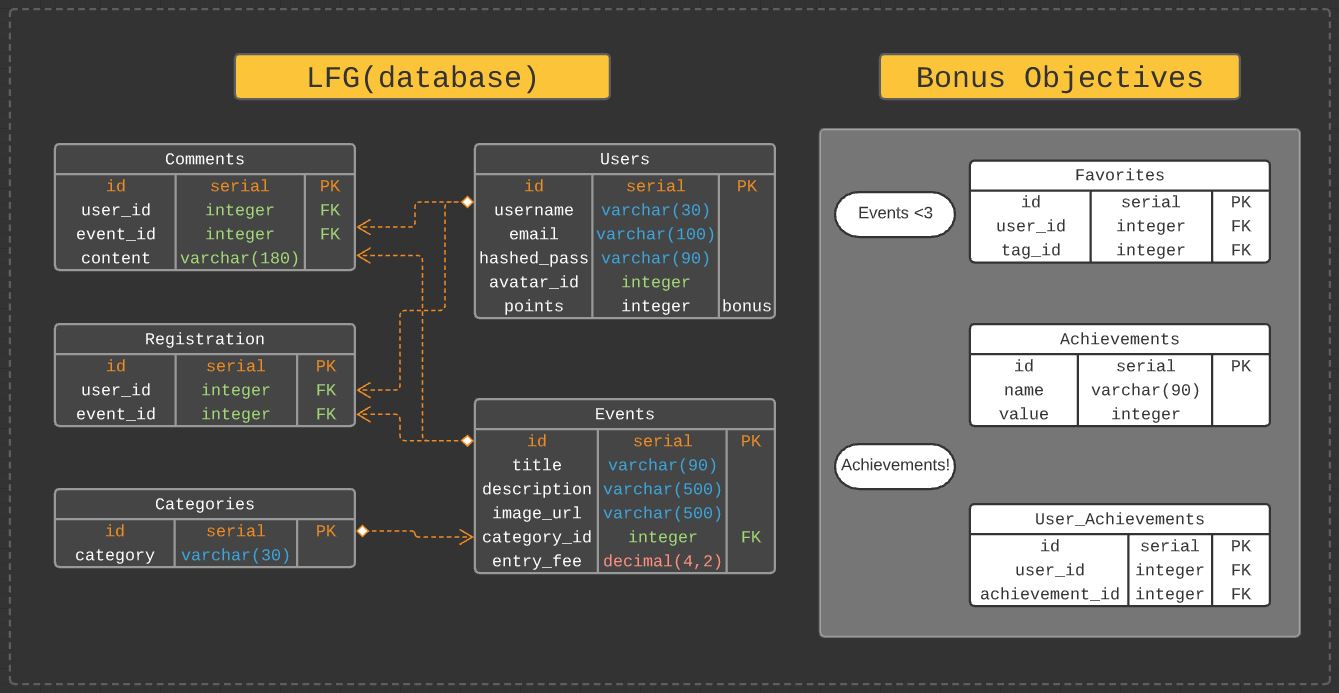 LFG(database)
Bonus Objectives
Comments
id serial PK
user_id integer FK
event_id integer FK
content varchar(180)
Users
id serial PK
username varchar(30)
email varchar(100)
hashed_pass varchar(90)
avatar_id integer
points integer bonus
Registration
id serial PK
user_id integer FK
event_id integer FK
Events
id serial PK
title varchar(90)
description varchar(500)
image_url varchar(500)
category_id integer FK
entry_fee decimal(4,2)
Categories
id serial PK
category varchar(30)
Events <3
Favorites
id serial PK
user_id integer FK
tag_id integer FK
Achievements
id serial PK
name varchar(90)
value integer
Achievements!
User_Achievements
id serial PK
user_id integer FK
achievement_id integer FK